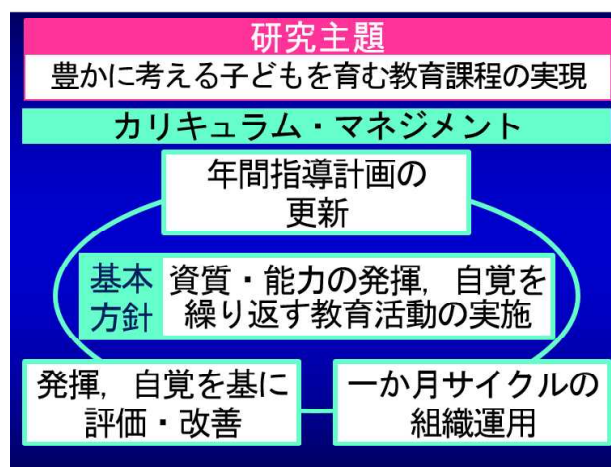 研究主題
豊かに考える子どもを育む教育課程の実現
カリキュラム・マネジメント
年間指導計画の
更新
基本
方針
資質・能力の発揮，自覚を
繰り返す教育活動の実施
発揮，自覚を基に
評価・改善
一か月サイクルの
組織運用